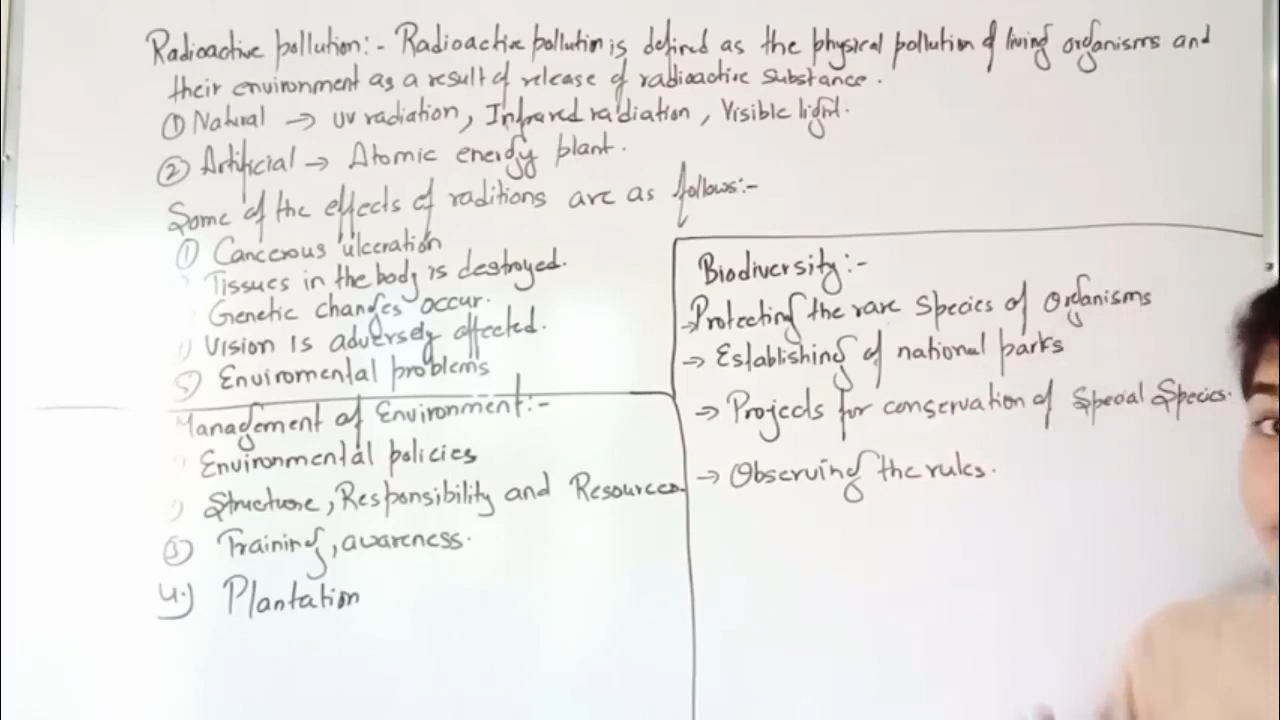 Radioactive pollution:- Radioactive pollution is defined as the physical pollution of living organisms and
their environment as a result of release of radioactive substance.
① Natural → UV radiation, Infrared radiation, Visible light.
② Artificial → Atomic energy plant.
Some of the effects of raditions are as follows:-
① Cancerous ulceration
Tissues in the body is destroyed.
Genetic changes occur.
) Vision is adversely affected.
5) Enviromental problems
Management of Environment:-
) Environmental policies
) Structure, Responsibility and Resources
③ Training, awareness.
4.) Plantation
Biodiversity:-
→ Protecting the rare species of organisms
→ Establishing of national parks
→ Projects for conservation of special species.
→ Observing the rules.